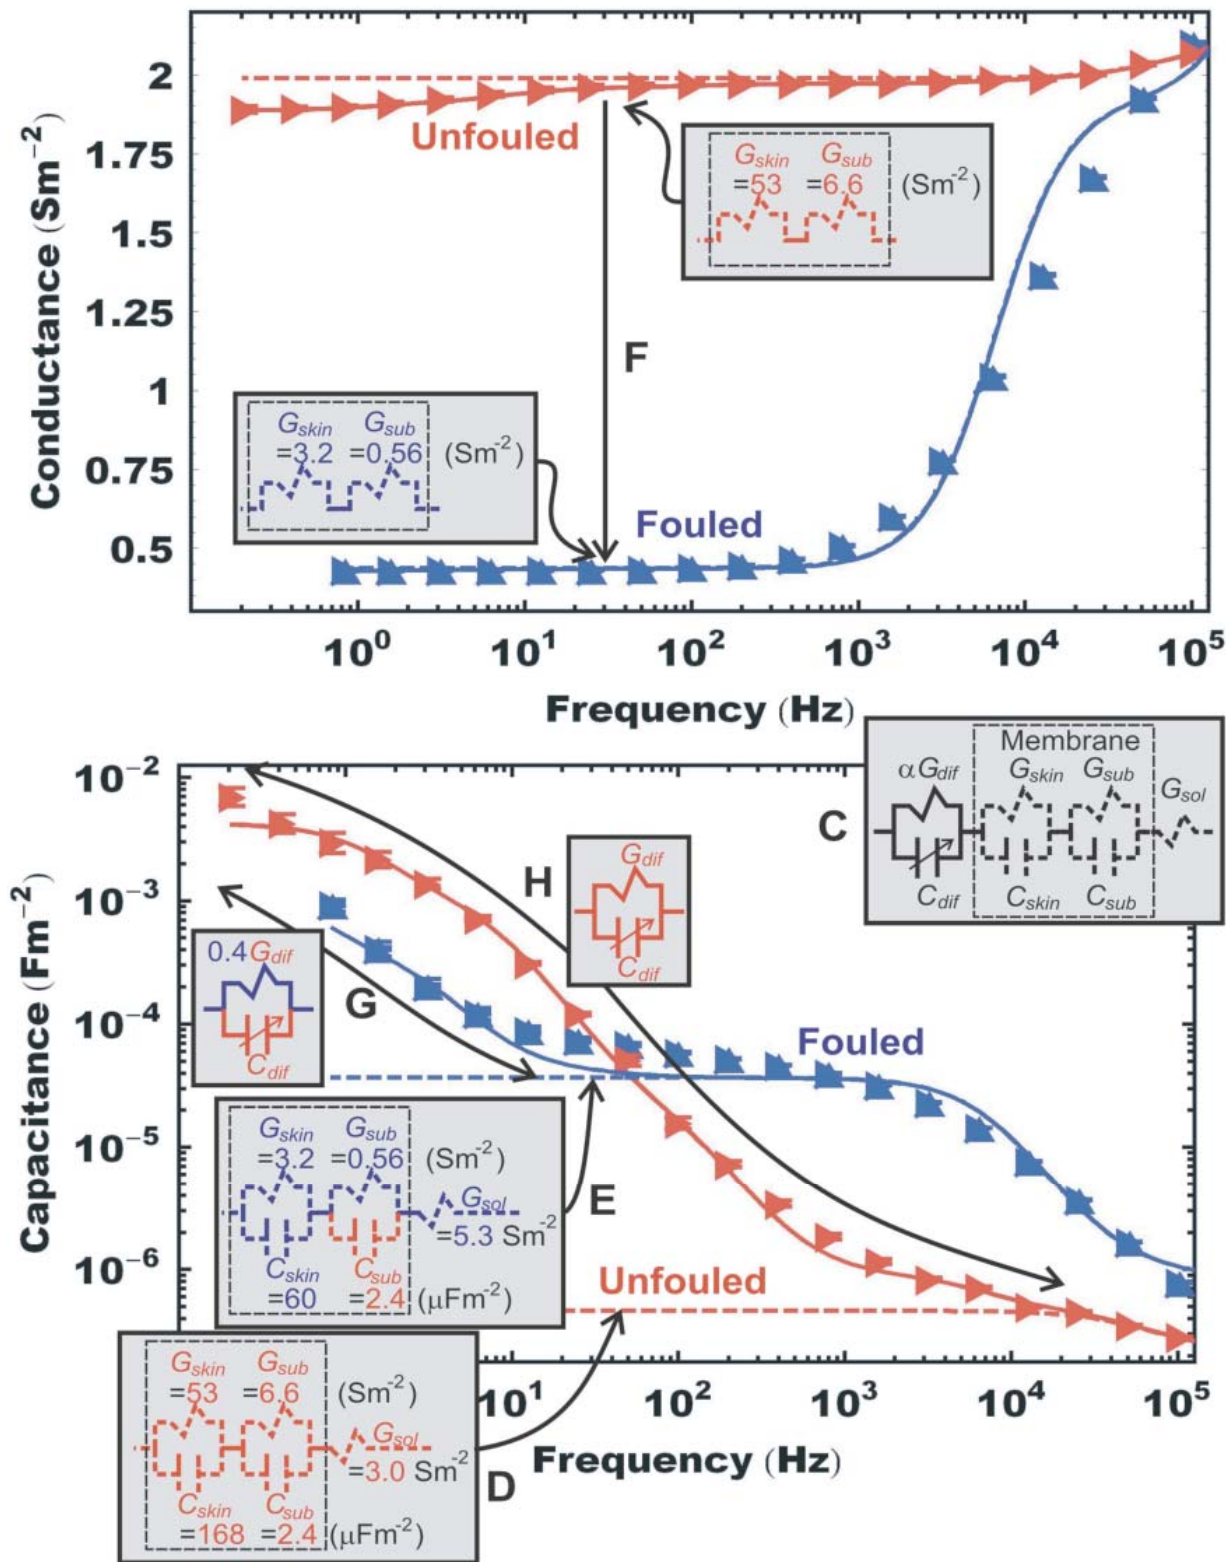 Conductance (Sm⁻²)
2
1.75
1.5
1.25
1
0.75
0.5
Unfouled
G_skin G_sub
=53 =6.6 (Sm⁻²)
F
G_skin G_sub
=3.2 =0.56 (Sm⁻²)
Fouled
10⁰ 10¹ 10² 10³ 10⁴ 10⁵
Frequency (Hz)
Membrane
αG_dif G_skin G_sub G_sol
C
C_dif C_skin C_sub
Capacitance (Fm⁻²)
10⁻²
10⁻³
10⁻⁴
10⁻⁵
10⁻⁶
H
G_dif
C_dif
0.4 G_dif
C_dif
G
Fouled
G_skin G_sub
=3.2 =0.56 (Sm⁻²)
G_sol
=5.3 Sm⁻²
C_skin C_sub
=60 =2.4 (μFm⁻²)
E
Unfouled
G_skin G_sub
=53 =6.6 (Sm⁻²)
G_sol
=3.0 Sm⁻²
C_skin C_sub
=168 =2.4 (μFm⁻²)
D
10¹ 10² 10³ 10⁴ 10⁵
Frequency (Hz)